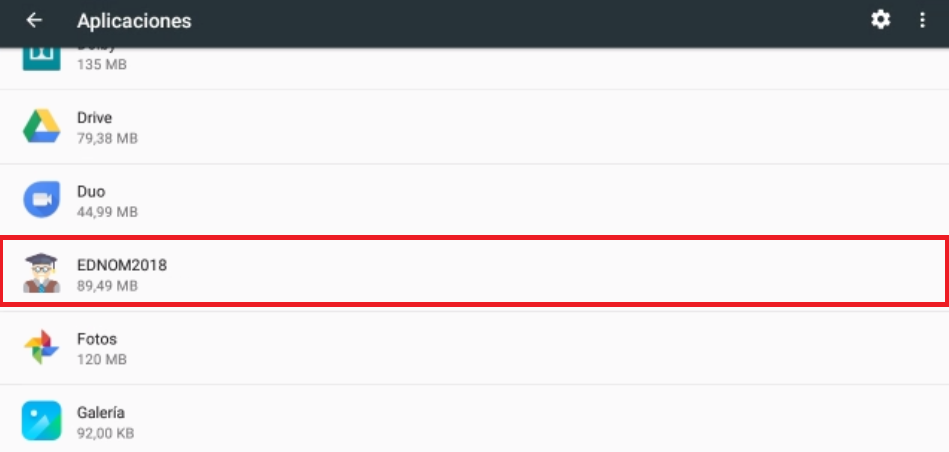 Aplicaciones
Dolby
135 MB
Drive
79,38 MB
Duo
44,99 MB
EDNOM2018
89,49 MB
Fotos
120 MB
Galería
92,00 KB